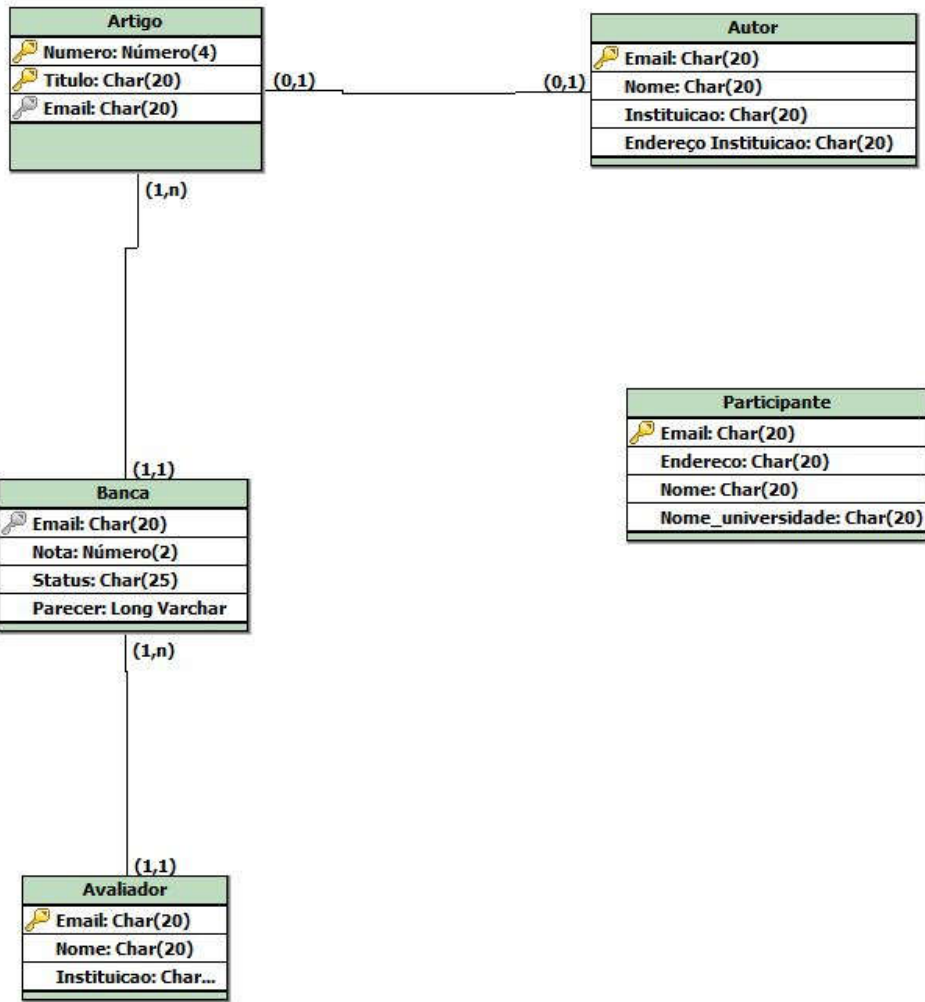 Artigo
Numero: Número(4)
Titulo: Char(20)
Email: Char(20)
(0,1)
(0,1)
Autor
Email: Char(20)
Nome: Char(20)
Instituicao: Char(20)
Endereço Instituicao: Char(20)
(1,n)
Participante
Email: Char(20)
Endereco: Char(20)
Nome: Char(20)
Nome_universidade: Char(20)
(1,1)
Banca
Email: Char(20)
Nota: Número(2)
Status: Char(25)
Parecer: Long Varchar
(1,n)
(1,1)
Avaliador
Email: Char(20)
Nome: Char(20)
Instituicao: Char...